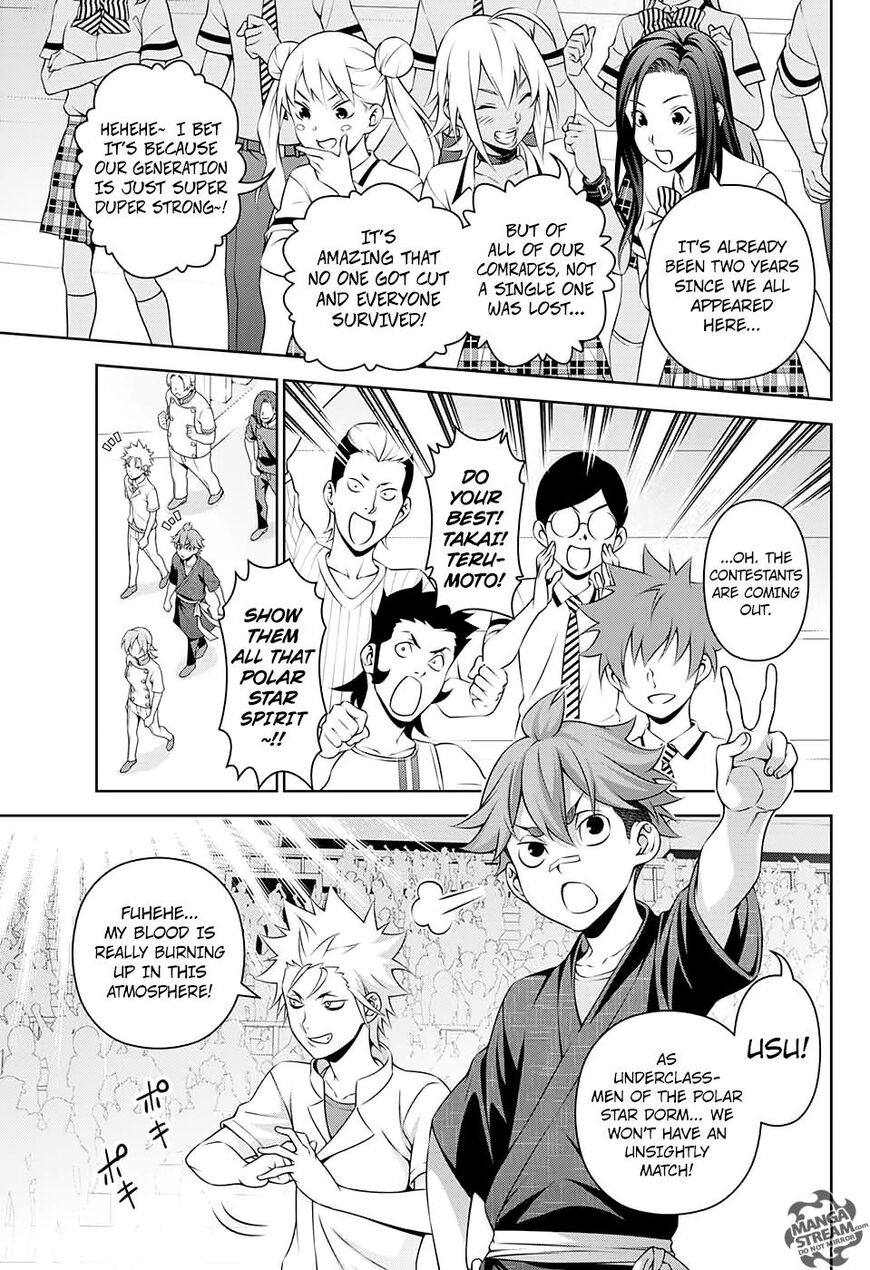 IT'S ALREADY
BEEN TWO YEARS
SINCE WE ALL
APPEARED
HERE...
BUT OF
ALL OF OUR
COMRADES, NOT
A SINGLE ONE
WAS LOST...
IT'S
AMAZING THAT
NO ONE GOT CUT
AND EVERYONE
SURVIVED!
HEHEHE~ I BET
IT'S BECAUSE
OUR GENERATION
IS JUST SUPER
DUPER STRONG~!
...OH. THE
CONTESTANTS
ARE COMING
OUT.
DO
YOUR
BEST!
TAKAI!
TERU-
MOTO!
SHOW
THEM
ALL THAT
POLAR
STAR
SPIRIT
~!!
USU!
AS
UNDERCLASS-
MEN OF THE POLAR
STAR DORM... WE
WON'T HAVE AN
UNSIGHTLY
MATCH!
FUHEHE...
MY BLOOD IS
REALLY BURNING
UP IN THIS
ATMOSPHERE!
ポキ
ポキ
MANGA
STREAM.com
DO NOT MIRROR